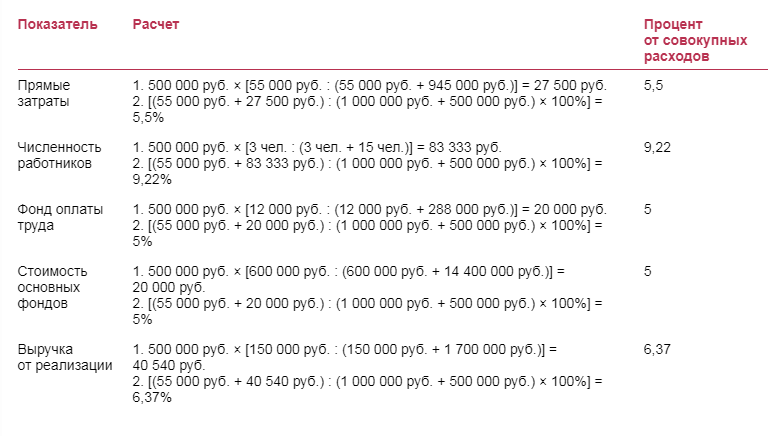 Показатель Расчет Процент
от совокупных
расходов
Прямые 1. 500 000 руб. × [55 000 руб. : (55 000 руб. + 945 000 руб.)] = 27 500 руб. 5,5
затраты 2. [(55 000 руб. + 27 500 руб.) : (1 000 000 руб. + 500 000 руб.) × 100%] =
5,5%
Численность 1. 500 000 руб. × [3 чел. : (3 чел. + 15 чел.)] = 83 333 руб. 9,22
работников 2. [(55 000 руб. + 83 333 руб.) : (1 000 000 руб. + 500 000 руб.) × 100%] =
9,22%
Фонд оплаты 1. 500 000 руб. × [12 000 руб. : (12 000 руб. + 288 000 руб.)] = 20 000 руб. 5
труда 2. [(55 000 руб. + 20 000 руб.) : (1 000 000 руб. + 500 000 руб.) × 100%] =
5%
Стоимость 1. 500 000 руб. × [600 000 руб. : (600 000 руб. + 14 400 000 руб.)] = 5
основных 20 000 руб.
фондов 2. [(55 000 руб. + 20 000 руб.) : (1 000 000 руб. + 500 000 руб.) × 100%] =
5%
Выручка 1. 500 000 руб. × [150 000 руб. : (150 000 руб. + 1 700 000 руб.)] = 6,37
от реализации 40 540 руб.
2. [(55 000 руб. + 40 540 руб.) : (1 000 000 руб. + 500 000 руб.) × 100%] =
6,37%